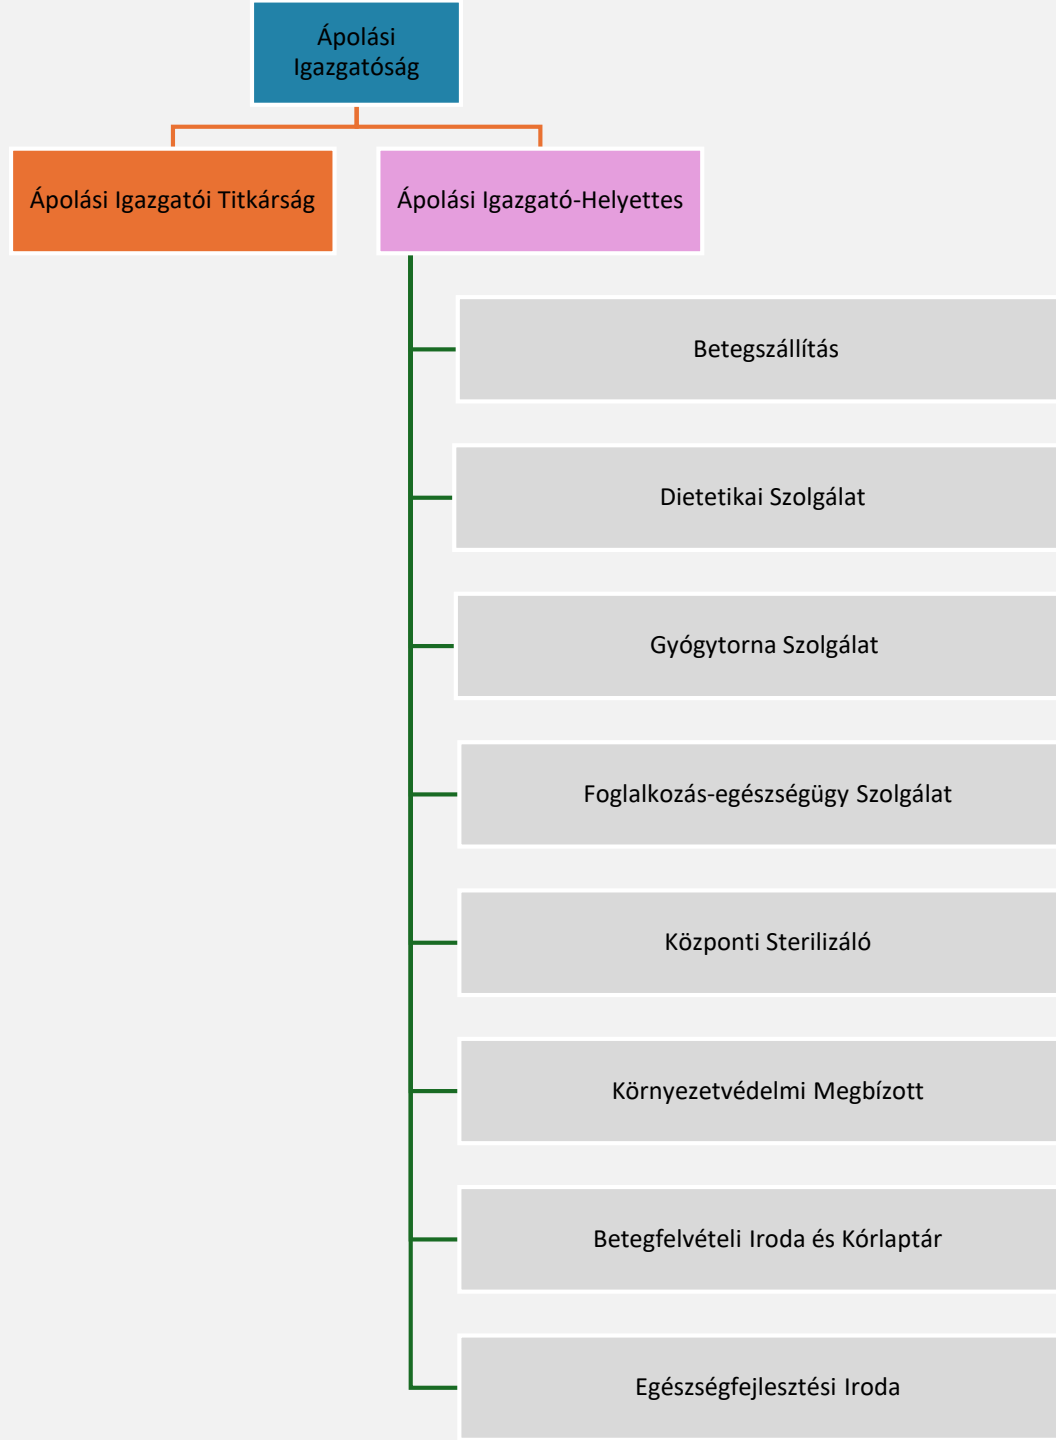 Ápolási
Igazgatóság
Ápolási Igazgatói Titkárság
Ápolási Igazgató-Helyettes
Betegszállítás
Dietetikai Szolgálat
Gyógytorna Szolgálat
Foglalkozás-egészségügy Szolgálat
Központi Sterilizáló
Környezetvédelmi Megbízott
Betegfelvételi Iroda és Kórlaptár
Egészségfejlesztési Iroda